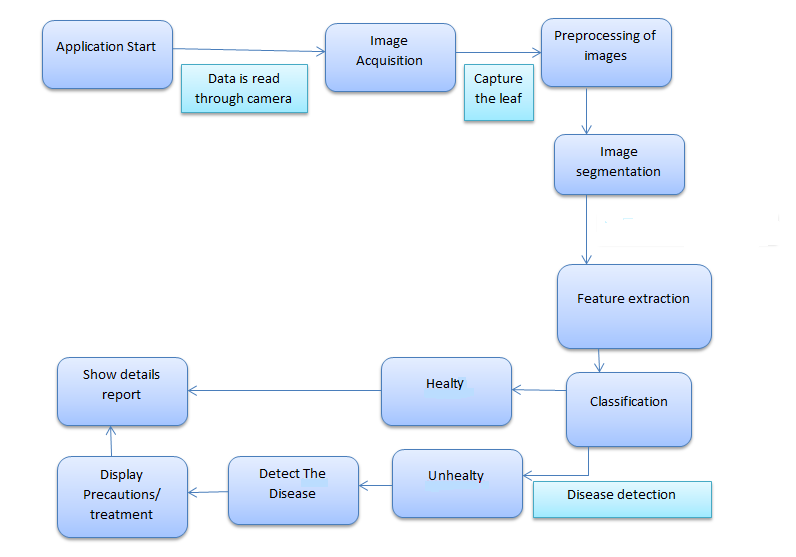 Application Start
Data is read
through camera
Image
Acquisition
Capture
the leaf
Preprocessing of
images
Image
segmentation
Feature extraction
Classification
Healty
Show details
report
Disease detection
Unhealty
Detect The
Disease
Display
Precautions/
treatment